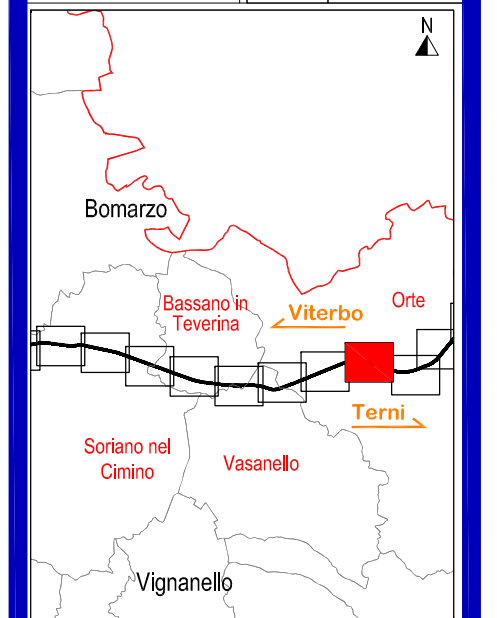 N
Bomarzo
Bassano in
Teverina
Viterbo
Orte
Terni
Soriano nel
Cimino
Vasanello
Vignanello